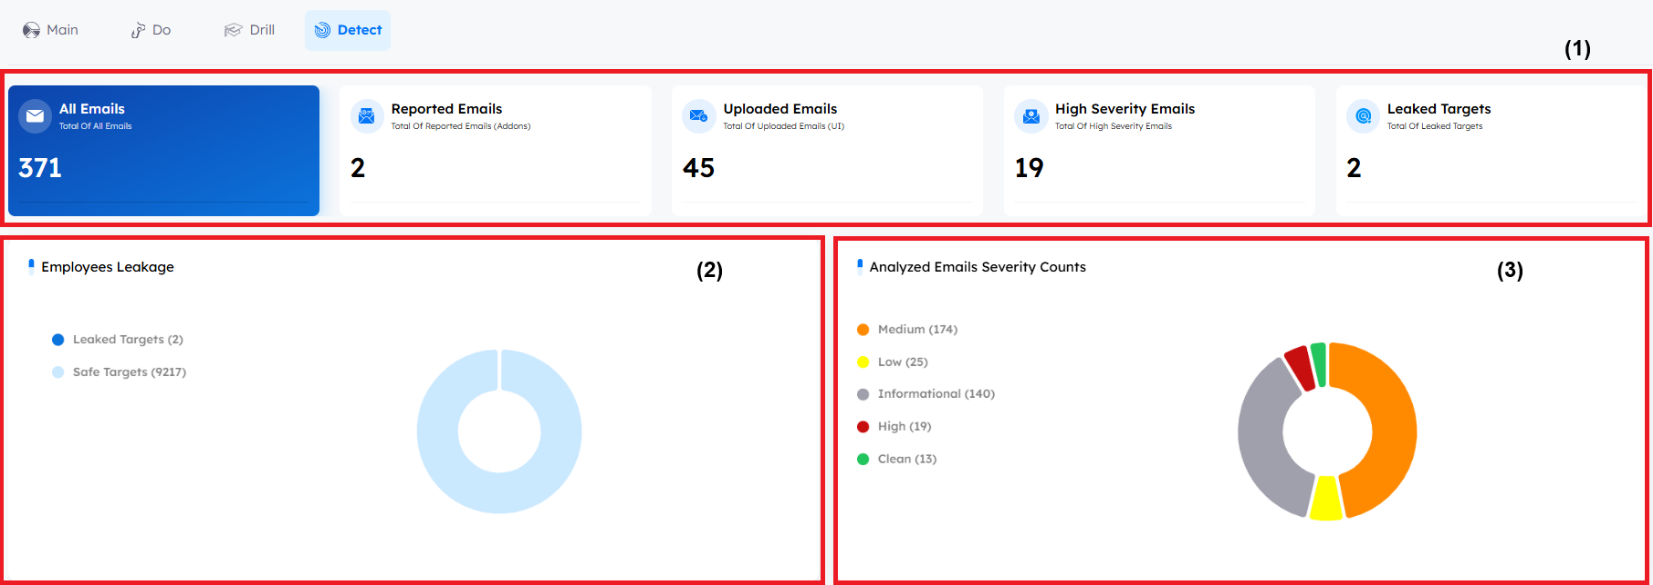 Main
Do
Drill
Detect
(1)
All Emails
Total Of All Emails
371
Reported Emails
Total Of Reported Emails (Addons)
2
Uploaded Emails
Total Of Uploaded Emails (UI)
45
High Severity Emails
Total Of High Severity Emails
19
Leaked Targets
Total Of Leaked Targets
2
Employees Leakage
(2)
Leaked Targets (2)
Safe Targets (9217)
Analyzed Emails Severity Counts
(3)
Medium (174)
Low (25)
Informational (140)
High (19)
Clean (13)